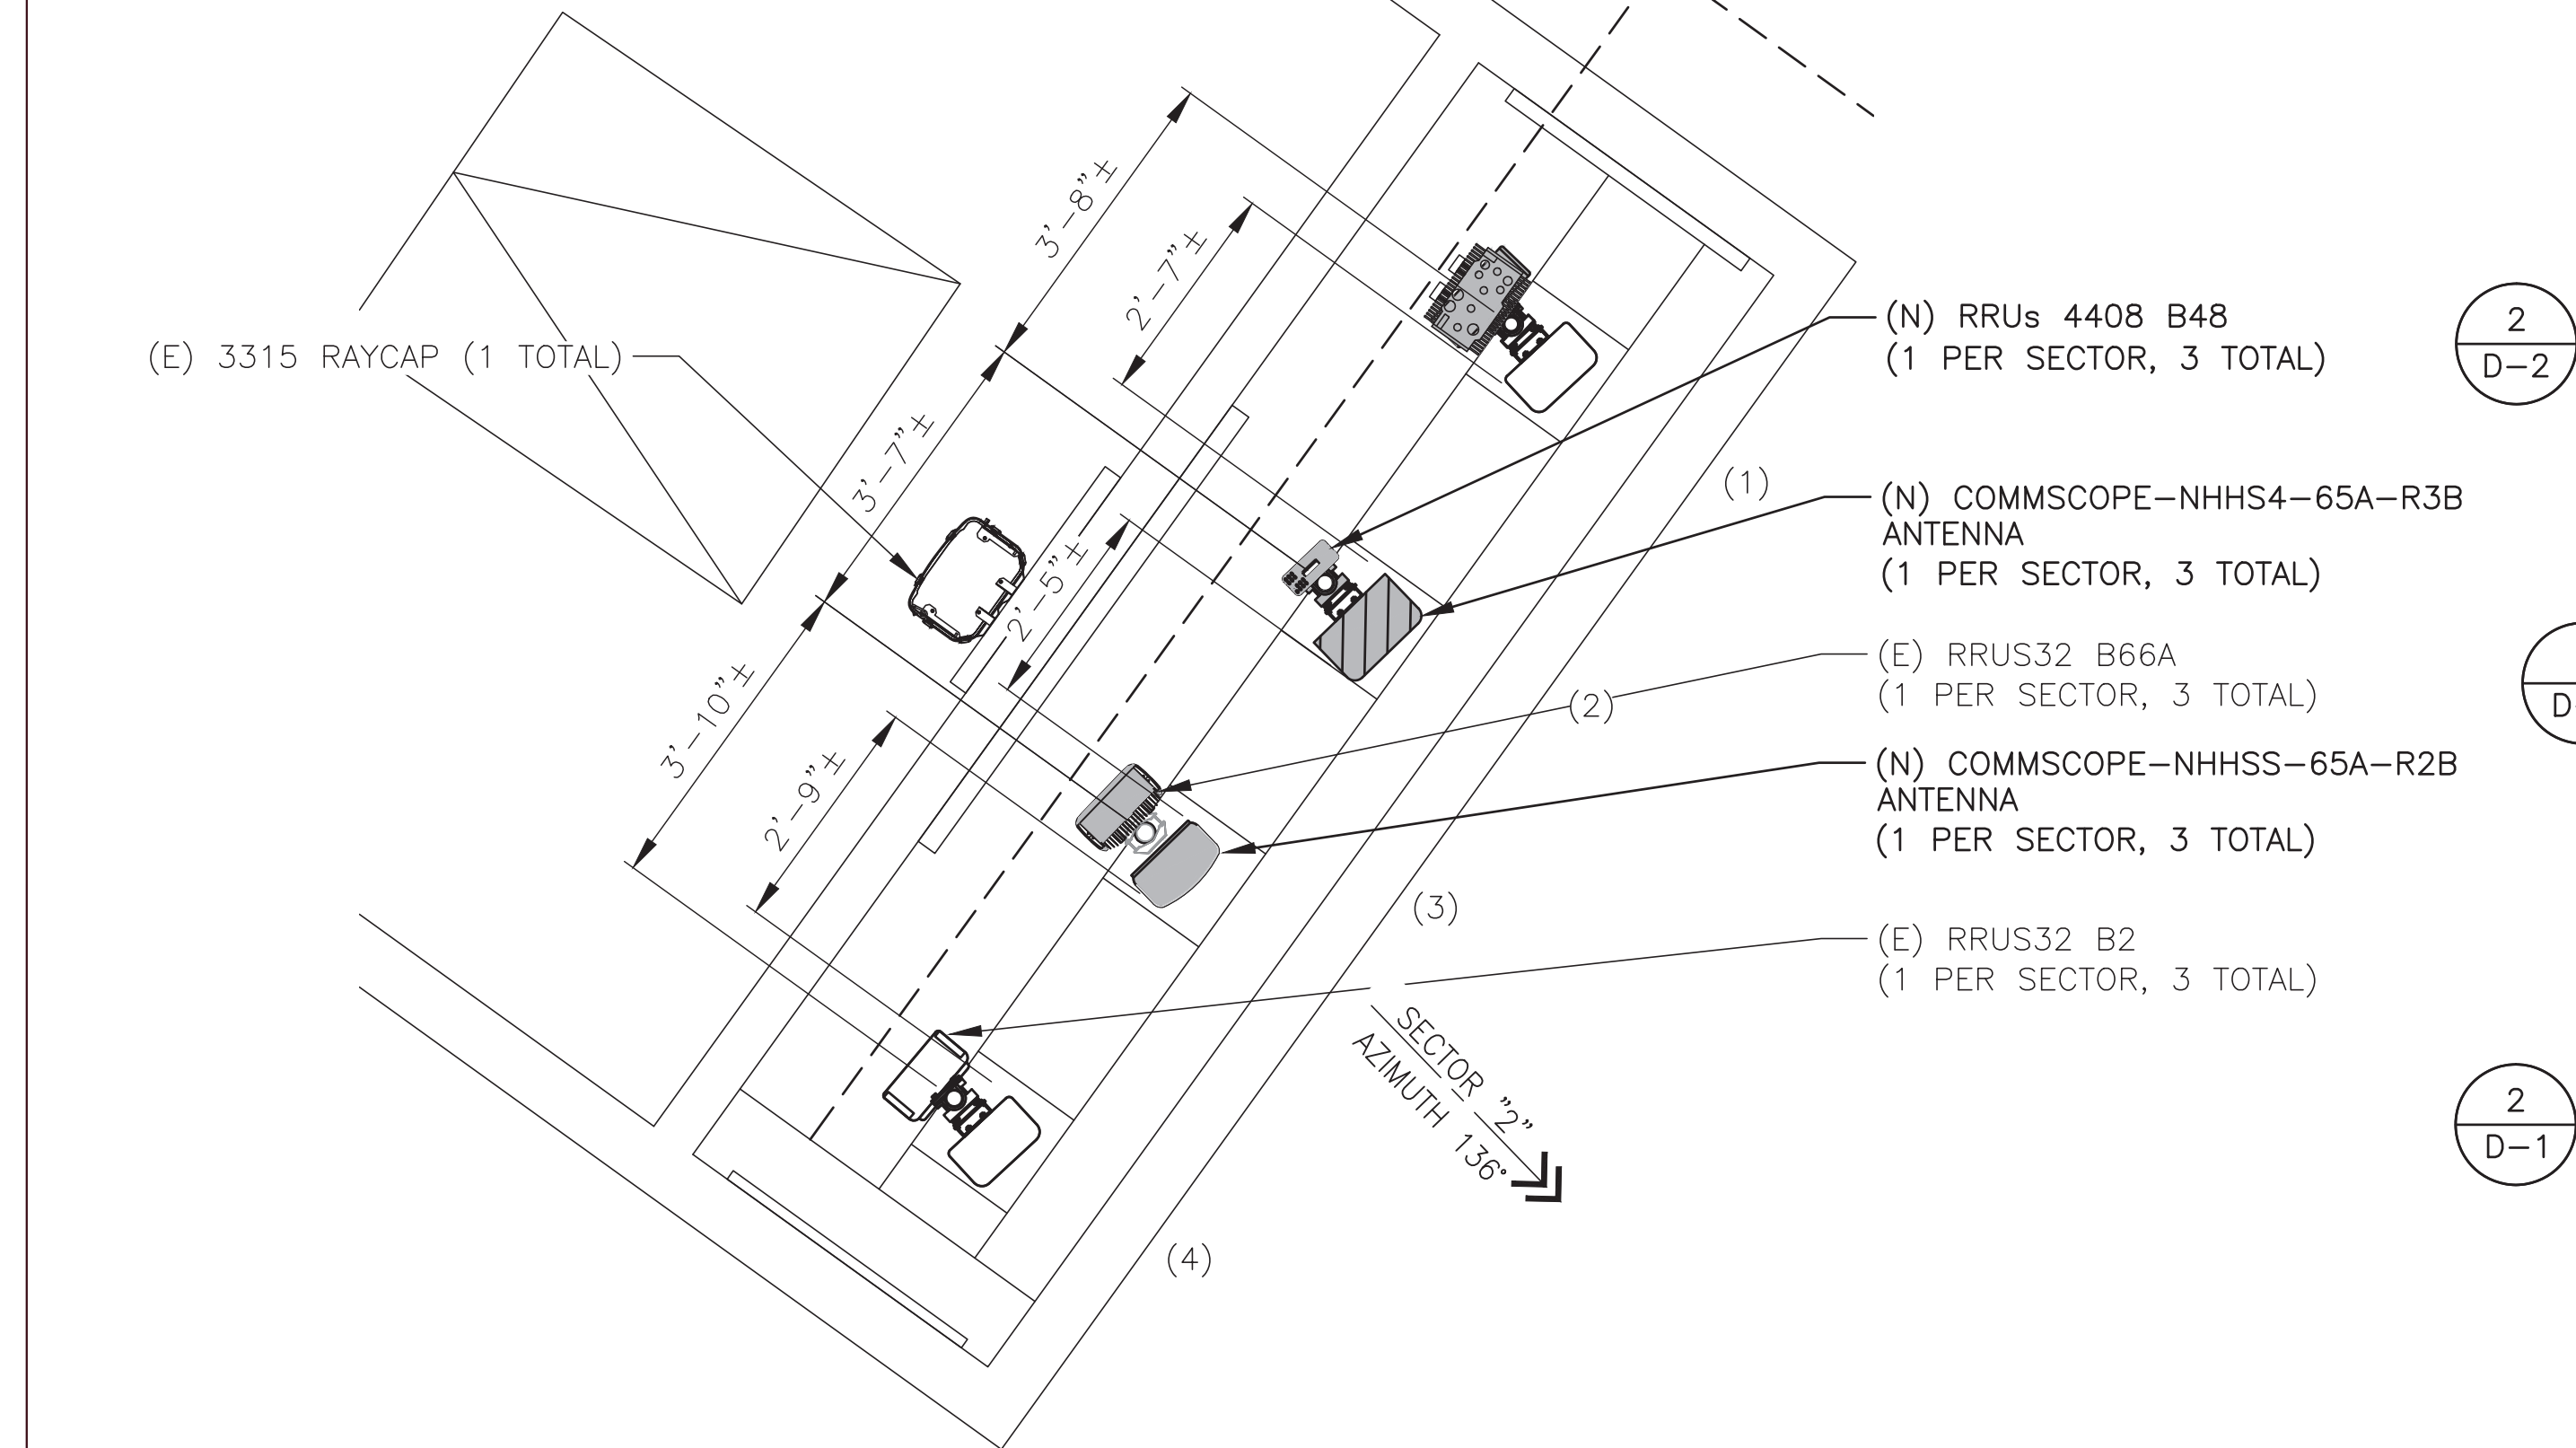 3'-8"±
2'-7"±
(N) RRUs 4408 B48
(1 PER SECTOR, 3 TOTAL)
2
D-2
(E) 3315 RAYCAP (1 TOTAL)
3'-7"±
(1)
(N) COMMSCOPE-NHHS4-65A-R3B
ANTENNA
(1 PER SECTOR, 3 TOTAL)
2'-5"±
(E) RRUS32 B66A
(1 PER SECTOR, 3 TOTAL)
(2)
D
3'-10"±
2'-9"±
(N) COMMSCOPE-NHHSS-65A-R2B
ANTENNA
(1 PER SECTOR, 3 TOTAL)
(3)
(E) RRUS32 B2
(1 PER SECTOR, 3 TOTAL)
SECTOR "2"
AZIMUTH 136°
2
D-1
(4)